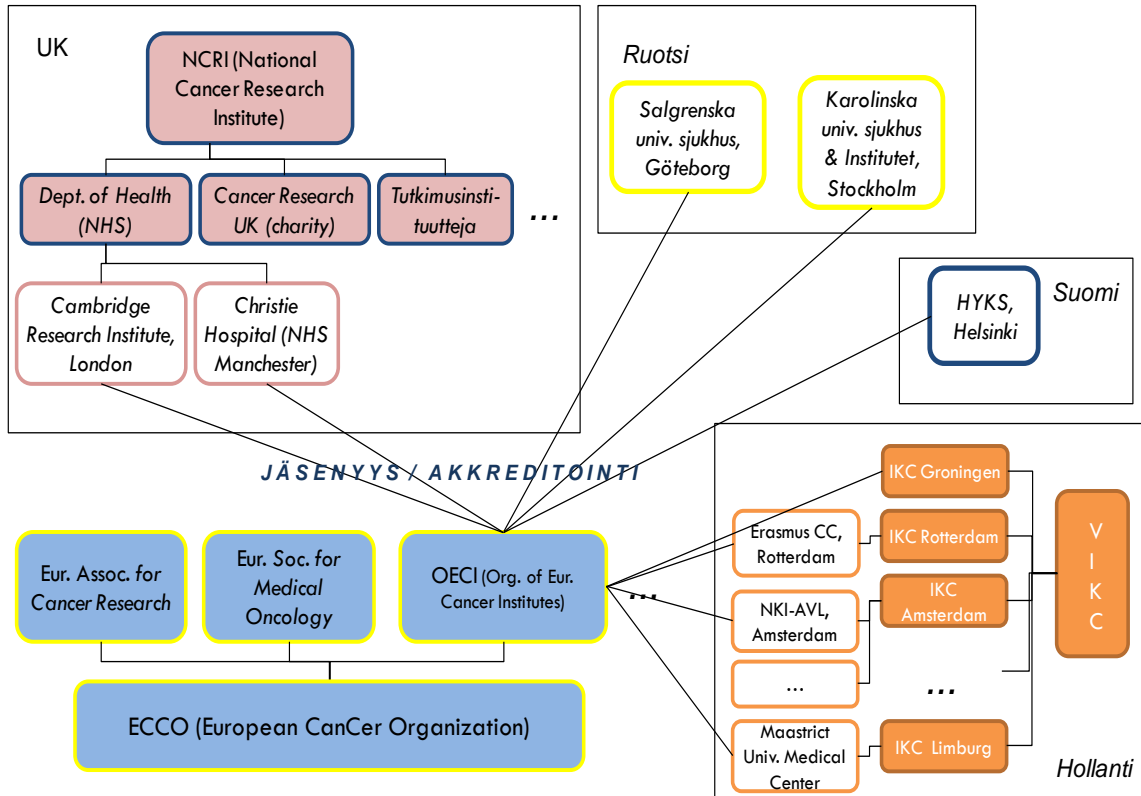 UK
NCRI (National
Cancer Research
Institute)
Dept. of Health
(NHS)
Cancer Research
UK (charity)
Tutkimusinsti-
tuutteja
...
Cambridge
Research Institute,
London
Christie
Hospital (NHS
Manchester)
Ruotsi
Salgrenska
univ. sjukhus,
Göteborg
Karolinska
univ. sjukhus
& Institutet,
Stockholm
Suomi
HYKS,
Helsinki
JÄSENYYS / AKKREDITOINTI
Eur. Assoc. for
Cancer Research
Eur. Soc. for
Medical
Oncology
OECI (Org. of Eur.
Cancer Institutes)
...
ECCO (European CanCer Organization)
IKC Groningen
Erasmus CC,
Rotterdam
IKC Rotterdam
NKI-AVL,
Amsterdam
IKC
Amsterdam
...
...
Maastrict
Univ. Medical
Center
IKC Limburg
V
I
K
C
Hollanti